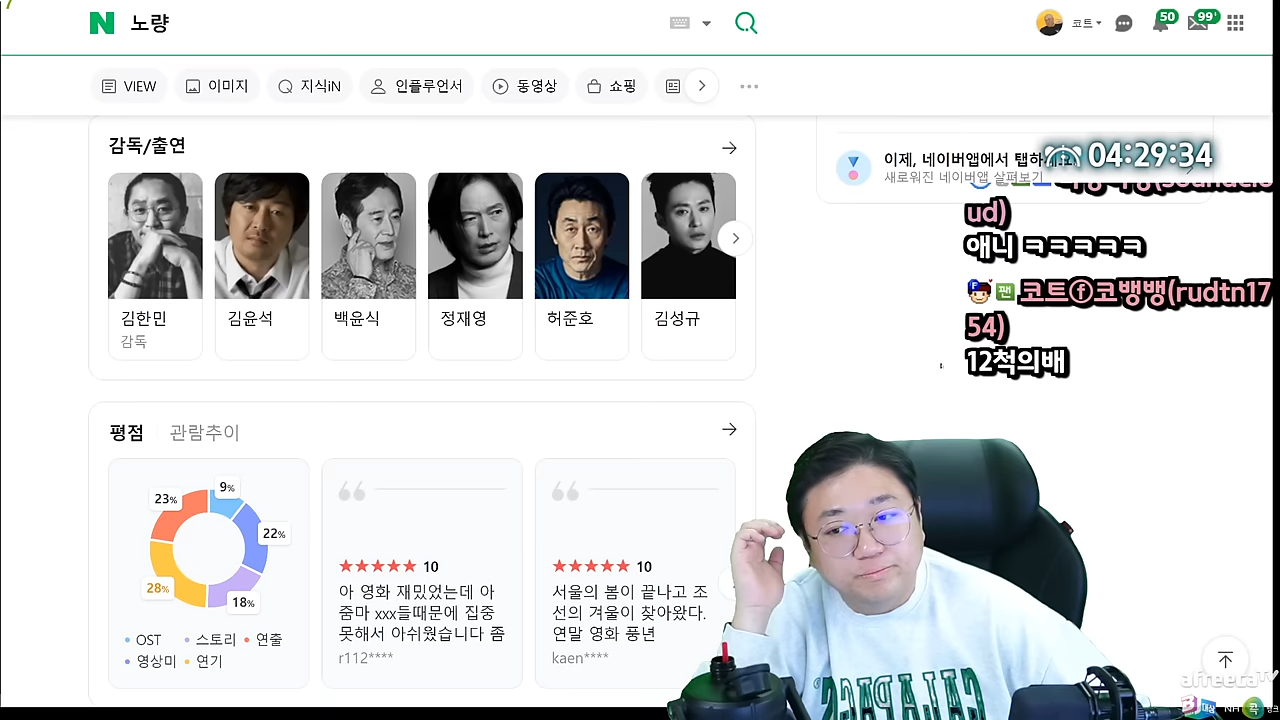 N 노량
코트
50
99+
VIEW
이미지
지식iN
인플루언서
동영상
쇼핑
감독/출연
김한민
감독
김윤석
백윤식
정재영
허준호
김성규
이제, 네이버앱에서 탭하세요
새로워진 네이버앱 살펴보기
04:29:34
ud)
애니 ㅋㅋㅋㅋㅋ
F 팬 코트ⓕ코뱅뱅(rudtn17
54)
12척의배
평점 관람추이
9%
23%
22%
28%
18%
OST 스토리 연출
영상미 연기
10
아 영화 재밌었는데 아
줌마 xxx들때문에 집중
못해서 아쉬웠습니다 좀
r112****
10
서울의 봄이 끝나고 조
선의 겨울이 찾아왔다.
연말 영화 풍년
kaen****
GALAPAGOS
afreecaTV